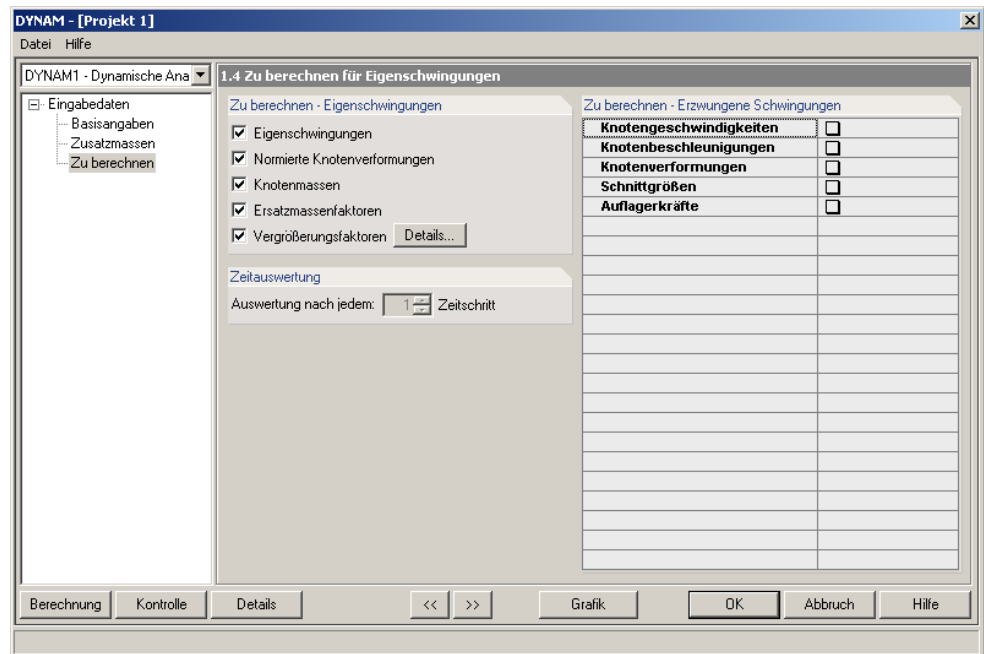 DYNAM - [Projekt 1]
Datei Hilfe
DYNAM1 - Dynamische Ana
Eingabedaten
Basisangaben
Zusatzmassen
Zu berechnen
1.4 Zu berechnen für Eigenschwingungen
Zu berechnen - Eigenschwingungen
Eigenschwingungen
Normierte Knotenverformungen
Knotenmassen
Ersatzmassenfaktoren
Vergrößerungsfaktoren Details...
Zeitauswertung
Auswertung nach jedem: 1 Zeitschritt
Zu berechnen - Erzwungene Schwingungen
Knotengeschwindigkeiten
Knotenbeschleunigungen
Knotenverformungen
Schnittgrößen
Auflagerkräfte
Berechnung Kontrolle Details << >> Grafik OK Abbruch Hilfe